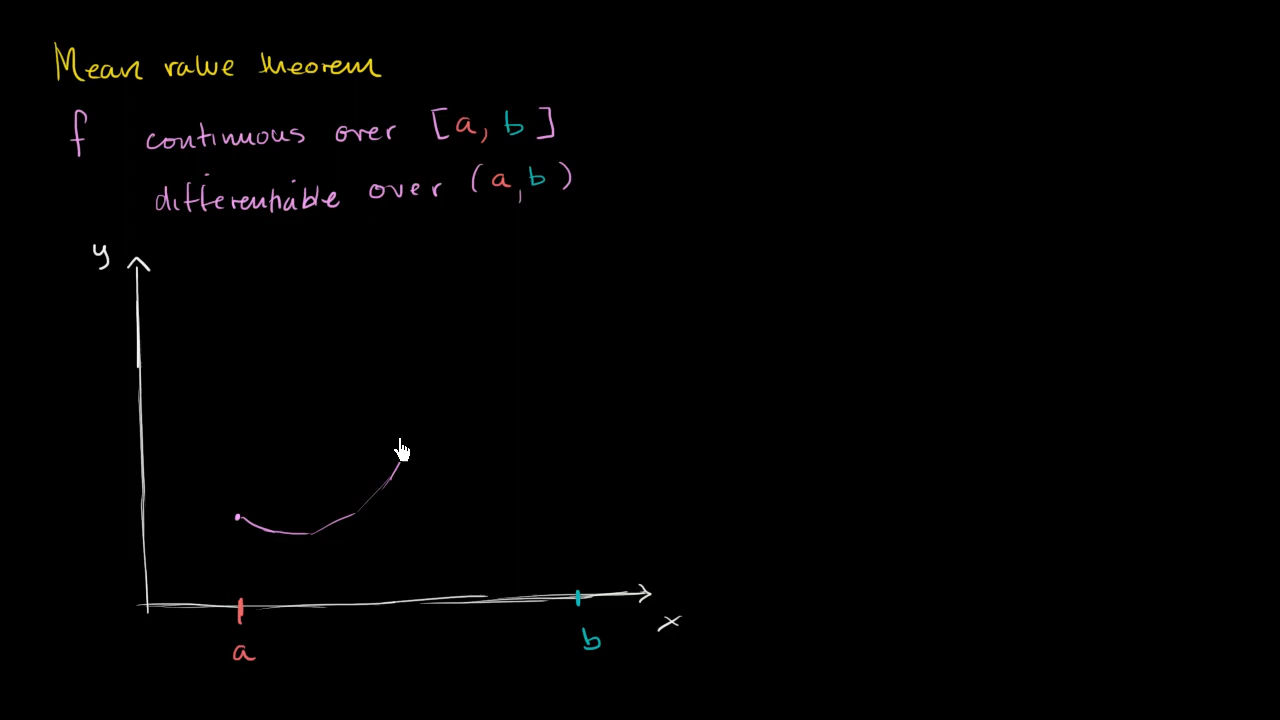 Mean value theorem
f continuous over [a, b]
differentiable over (a, b)
y
x
a
b